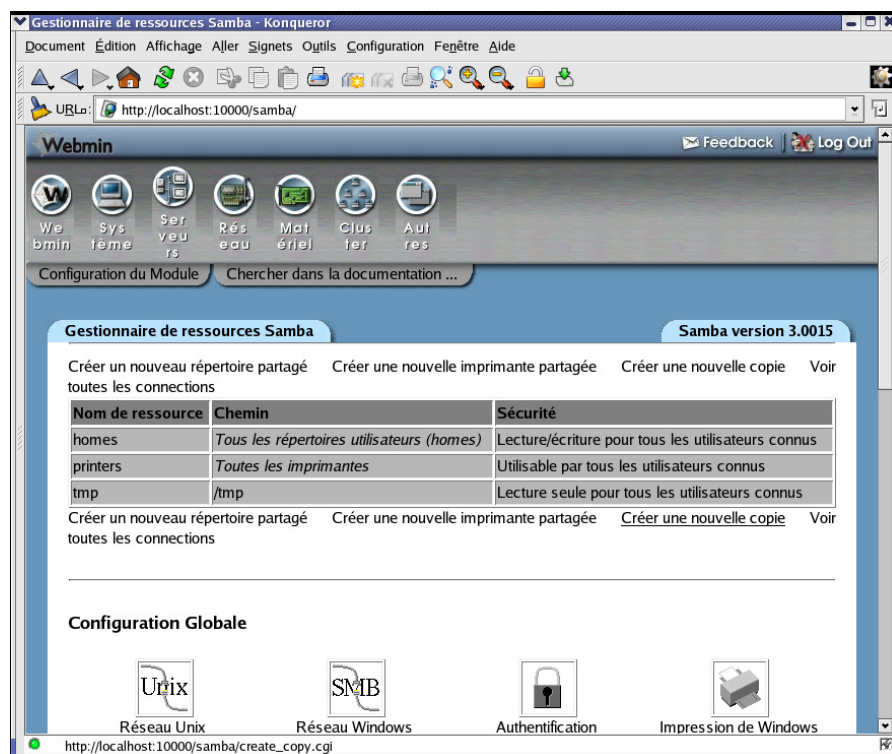 Gestionnaire de ressources Samba - Konqueror
Document Édition Affichage Aller Signets Outils Configuration Fenêtre Aide
URL: http://localhost:10000/samba/
Webmin
Feedback
Log Out
We
bmin
Sys
tème
Ser
veu
rs
Rés
eau
Mat
ériel
Clus
ter
Aut
res
Configuration du Module
Chercher dans la documentation ...
Gestionnaire de ressources Samba
Samba version 3.0015
Créer un nouveau répertoire partagé Créer une nouvelle imprimante partagée Créer une nouvelle copie Voir
toutes les connections
Nom de ressource Chemin Sécurité
homes Tous les répertoires utilisateurs (homes) Lecture/écriture pour tous les utilisateurs connus
printers Toutes les imprimantes Utilisable par tous les utilisateurs connus
tmp /tmp Lecture seule pour tous les utilisateurs connus
Créer un nouveau répertoire partagé Créer une nouvelle imprimante partagée Créer une nouvelle copie Voir
toutes les connections
Configuration Globale
Unix
SMB
Réseau Unix Réseau Windows Authentification Impression de Windows
http://localhost:10000/samba/create_copy.cgi